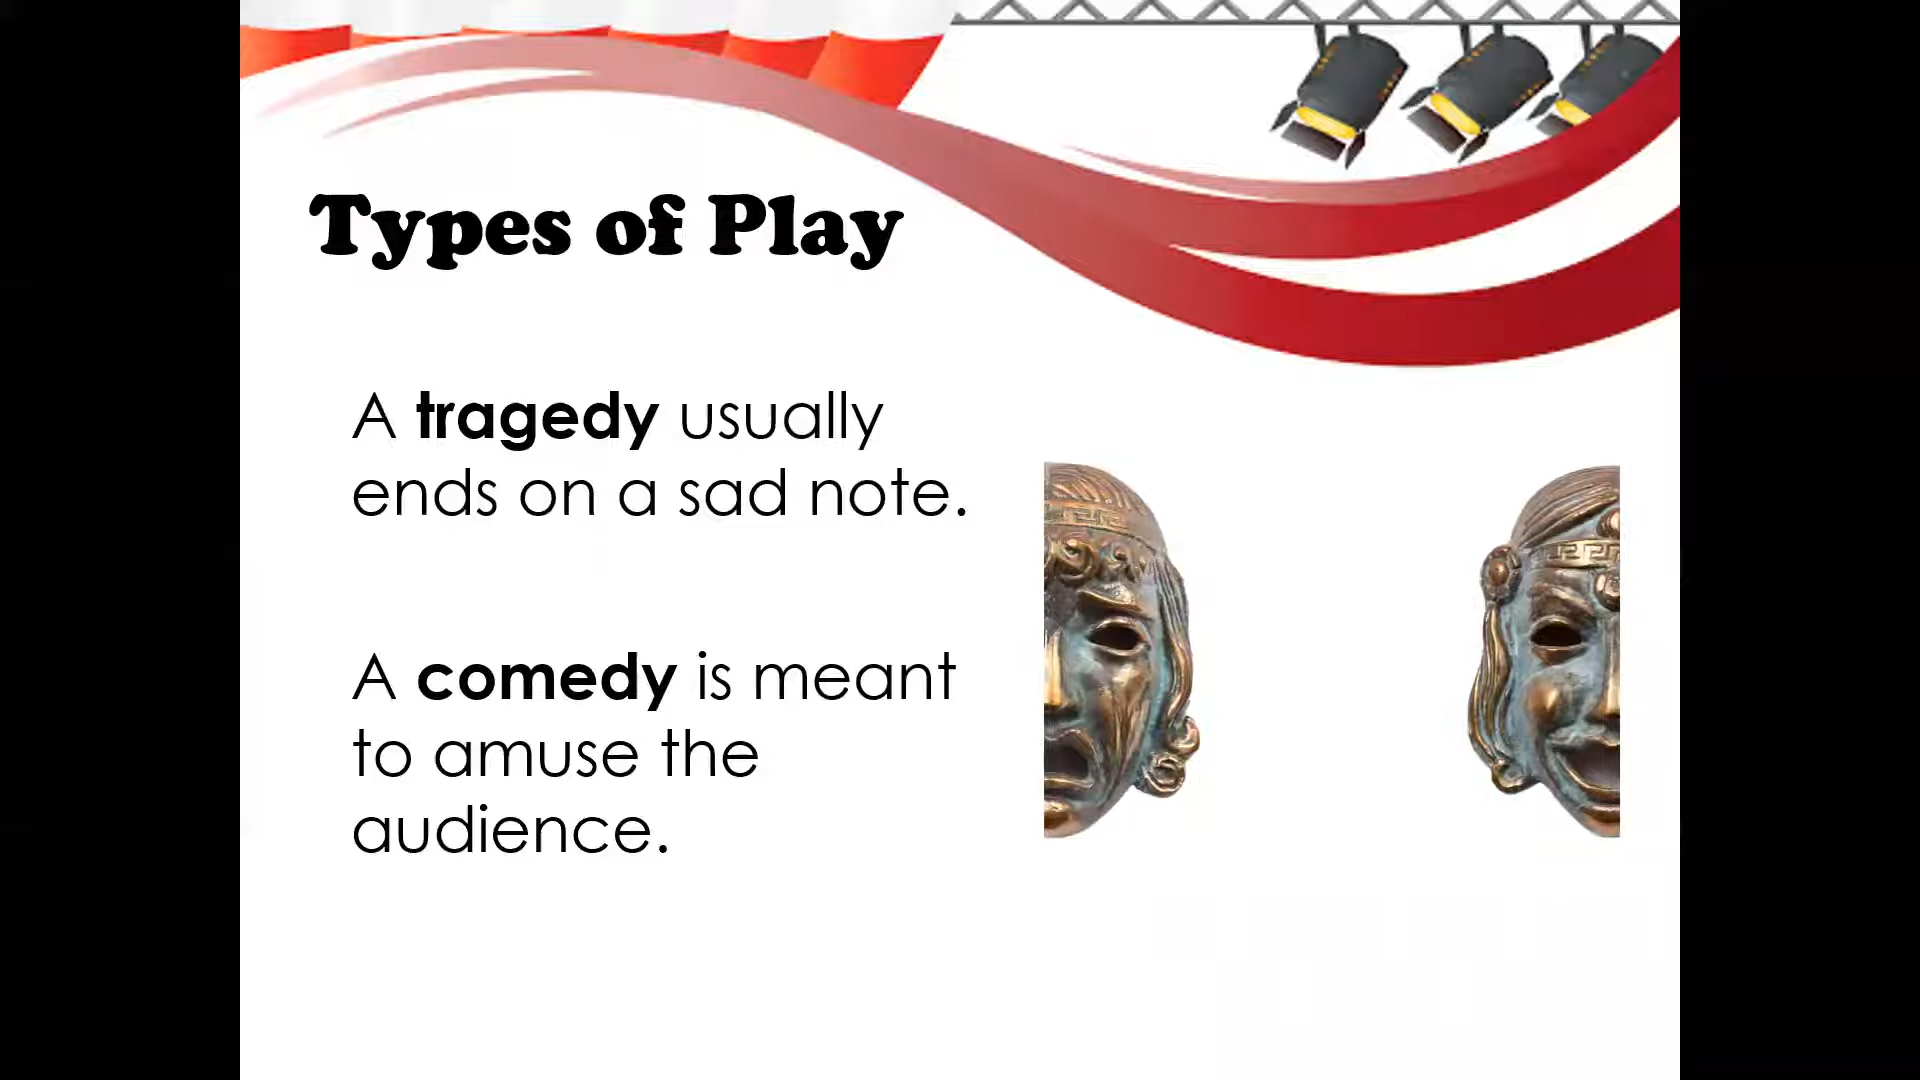 Types of Play
A tragedy usually
ends on a sad note.
A comedy is meant
to amuse the
audience.